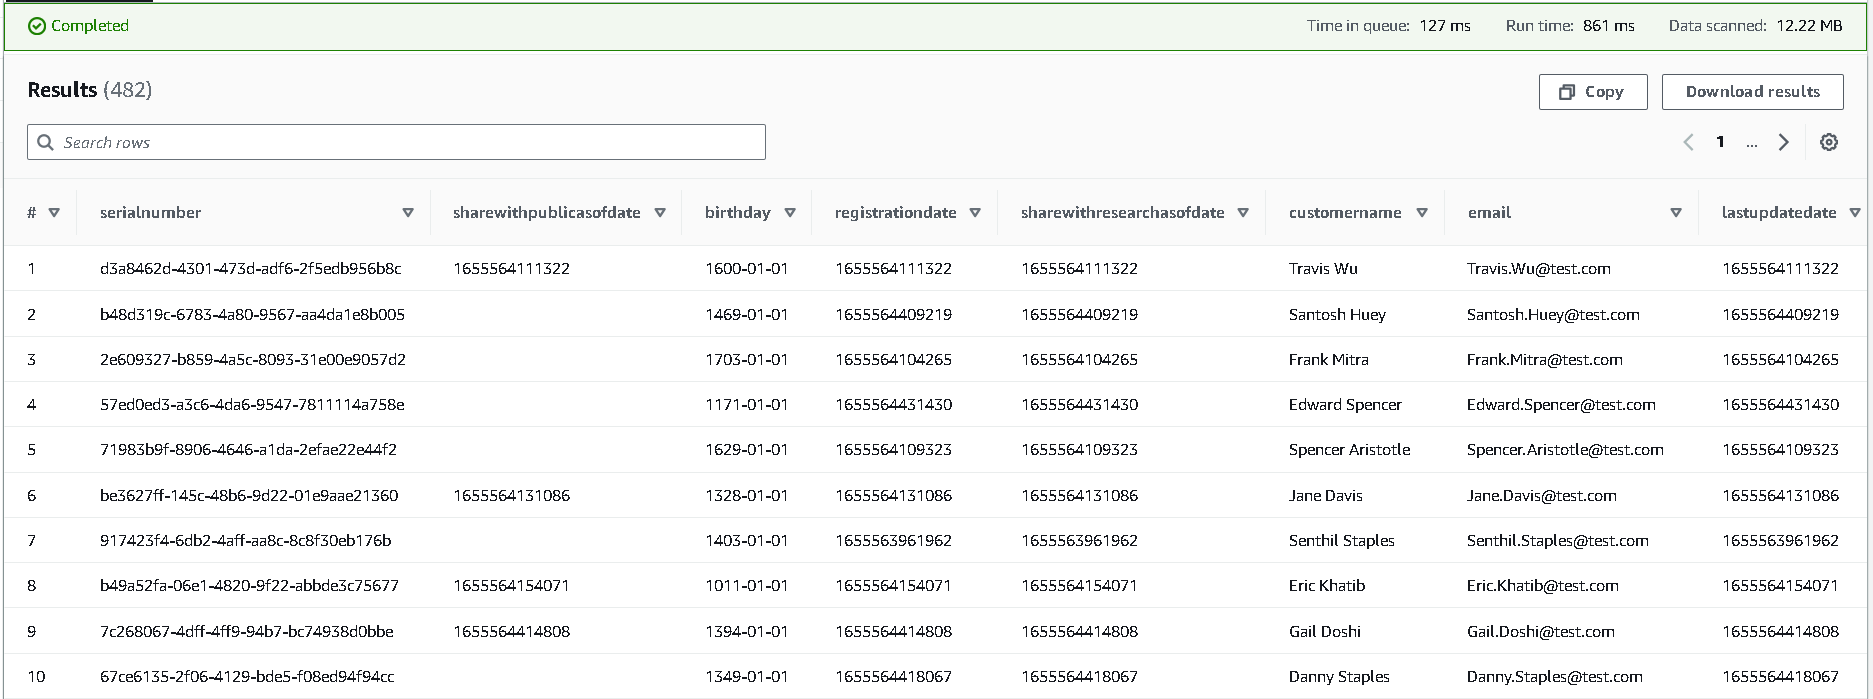 Completed Time in queue: 127 ms Run time: 861 ms Data scanned: 12.22 MB
Results (482) Copy Download results
Search rows 1 ...
# serialnumber sharewithpublicasofdate birthday registrationdate sharewithresearchasofdate customername email lastupdatedate
1 d3a8462d-4301-473d-adf6-2f5edb956b8c 1655564111322 1600-01-01 1655564111322 1655564111322 Travis Wu Travis.Wu@test.com 1655564111322
2 b48d319c-6783-4a80-9567-aa4da1e8b005 1469-01-01 1655564409219 1655564409219 Santosh Huey Santosh.Huey@test.com 1655564409219
3 2e609327-b859-4a5c-8093-31e00e9057d2 1703-01-01 1655564104265 1655564104265 Frank Mitra Frank.Mitra@test.com 1655564104265
4 57ed0ed3-a3c6-4da6-9547-7811114a758e 1171-01-01 1655564431430 1655564431430 Edward Spencer Edward.Spencer@test.com 1655564431430
5 71983b9f-8906-4646-a1da-2efae22e44f2 1629-01-01 1655564109323 1655564109323 Spencer Aristotle Spencer.Aristotle@test.com 1655564109323
6 be3627ff-145c-48b6-9d22-01e9aae21360 1655564131086 1328-01-01 1655564131086 1655564131086 Jane Davis Jane.Davis@test.com 1655564131086
7 917423f4-6db2-4aff-aa8c-8c8f30eb176b 1403-01-01 1655563961962 1655563961962 Senthil Staples Senthil.Staples@test.com 1655563961962
8 b49a52fa-06e1-4820-9f22-abbde3c75677 1655564154071 1011-01-01 1655564154071 1655564154071 Eric Khatib Eric.Khatib@test.com 1655564154071
9 7c268067-4dff-4ff9-94b7-bc74938d0bbe 1655564414808 1394-01-01 1655564414808 1655564414808 Gail Doshi Gail.Doshi@test.com 1655564414808
10 67ce6135-2f06-4129-bde5-f08ed94f94cc 1349-01-01 1655564418067 1655564418067 Danny Staples Danny.Staples@test.com 1655564418067